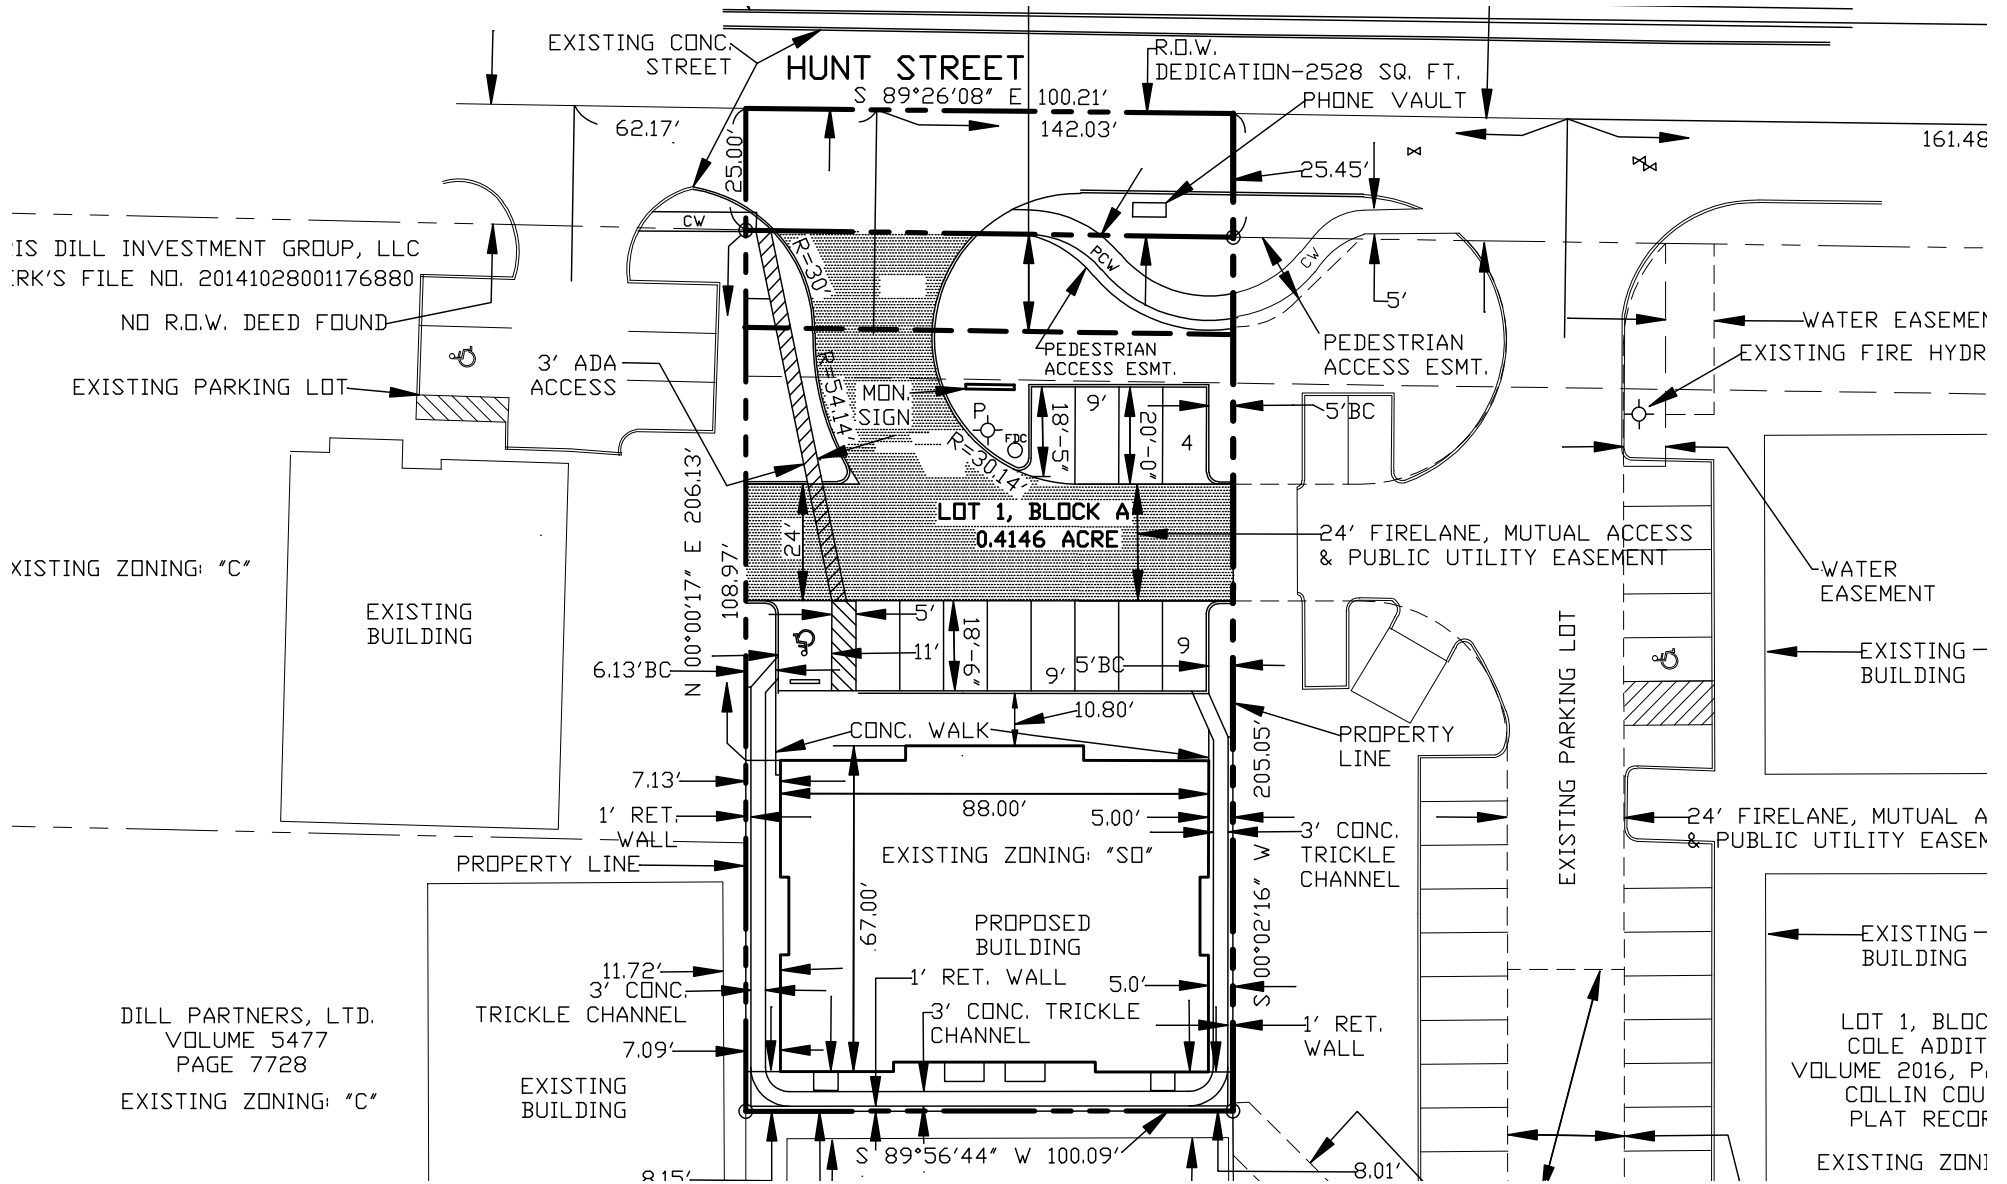 EXISTING CONC.
STREET
HUNT STREET
S 89°26'08" E 100.21'
R.O.W.
DEDICATION-2528 SQ. FT.
PHONE VAULT
62.17'
142.03'
161.48
25.00'
25.45'
CW
IS DILL INVESTMENT GROUP, LLC
RK'S FILE NO. 20141028001176880
NO R.O.W. DEED FOUND
R=30'
PCW
CW
5'
WATER EASEMEN
EXISTING FIRE HYDR
PEDESTRIAN
ACCESS ESMT.
PEDESTRIAN
ACCESS ESMT.
3' ADA
ACCESS
EXISTING PARKING LOT
R=54.14'
MON.
SIGN
P
FDC
18'-5"
9'
20'-0"
4
5'BC
R=30.14'
N 00°00'17" E 206.13'
108.97'
LOT 1, BLOCK A
0.4146 ACRE
24'
24' FIRELANE, MUTUAL ACCESS
& PUBLIC UTILITY EASEMENT
XISTING ZONING: "C"
WATER
EASEMENT
EXISTING
BUILDING
5'
11'
18'-6"
9'
9
5'BC
6.13'BC
EXISTING
BUILDING
10.80'
CONC. WALK
PROPERTY
LINE
EXISTING PARKING LOT
S 00°02'16" W 205.05'
7.13'
88.00'
1' RET.
WALL
5.00'
3' CONC.
TRICKLE
CHANNEL
24' FIRELANE, MUTUAL A
& PUBLIC UTILITY EASEM
PROPERTY LINE
EXISTING ZONING: "SO"
67.00'
PROPOSED
BUILDING
EXISTING
BUILDING
11.72'
3' CONC.
TRICKLE CHANNEL
1' RET. WALL
5.0'
3' CONC. TRICKLE
CHANNEL
1' RET.
WALL
7.09'
DILL PARTNERS, LTD.
VOLUME 5477
PAGE 7728
EXISTING ZONING: "C"
EXISTING
BUILDING
LOT 1, BLOC
COLE ADDIT
VOLUME 2016, P
COLLIN COU
PLAT RECOR
EXISTING ZONI
S 89°56'44" W 100.09'
8.15'
8.01'